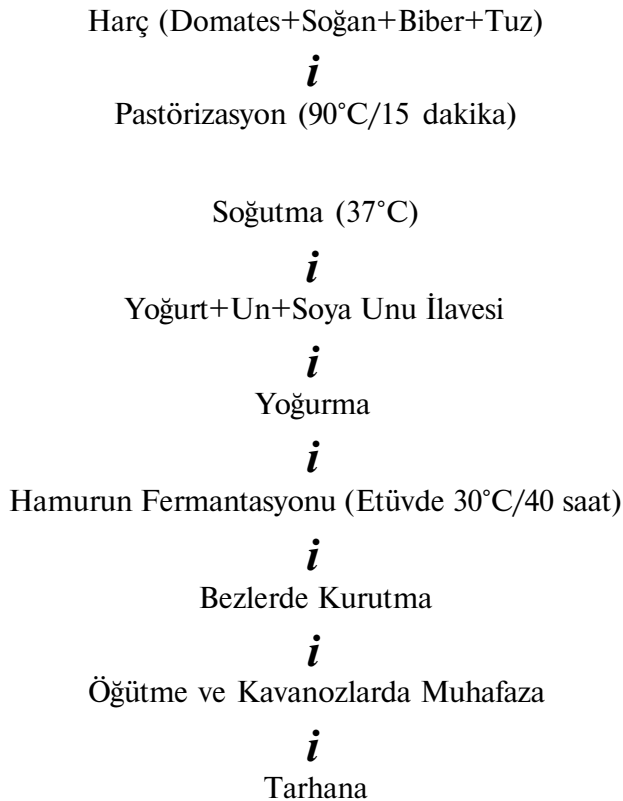 Harç (Domates+Soğan+Biber+Tuz)
i
Pastörizasyon (90˚C/15 dakika)
Soğutma (37˚C)
i
Yoğurt+Un+Soya Unu İlavesi
i
Yoğurma
i
Hamurun Fermantasyonu (Etüvde 30˚C/40 saat)
i
Bezlerde Kurutma
i
Öğütme ve Kavanozlarda Muhafaza
i
Tarhana